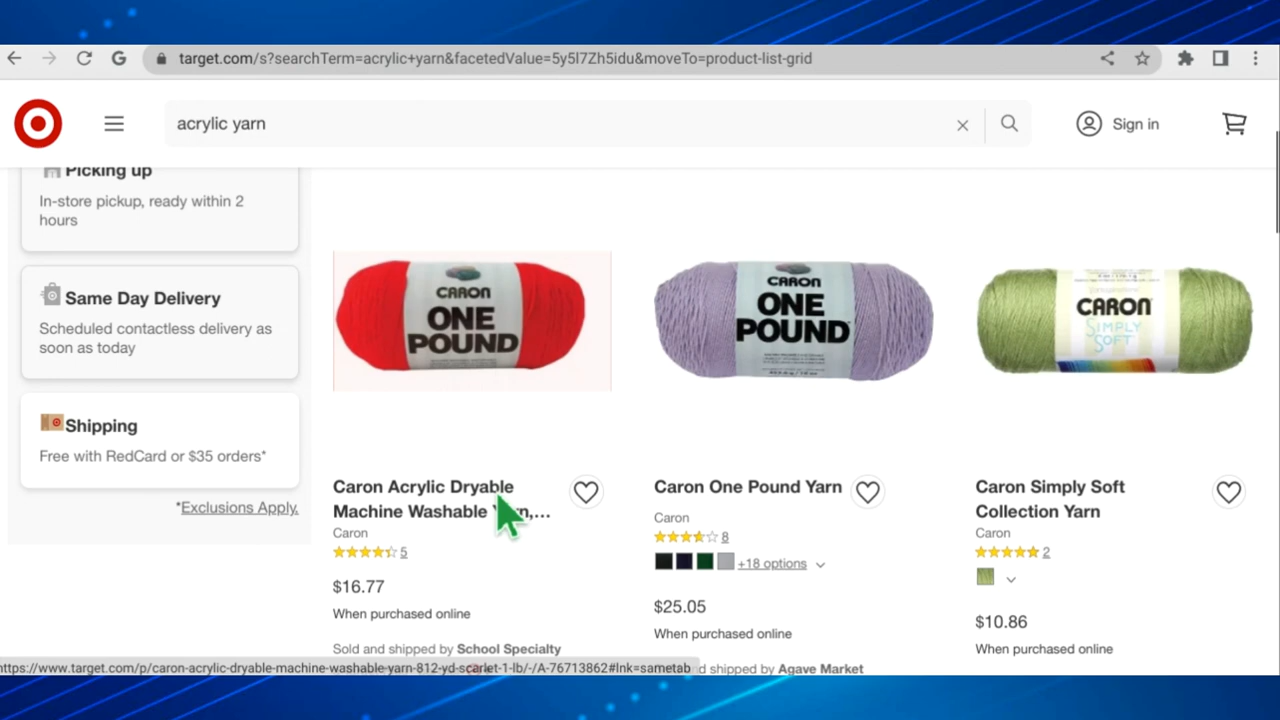 target.com/s?searchTerm=acrylic+yarn&facetedValue=5y5l7Zh5idu&moveTo=product-list-grid
acrylic yarn
Sign in
Picking up
In-store pickup, ready within 2
hours
Same Day Delivery
Scheduled contactless delivery as
soon as today
Shipping
Free with RedCard or $35 orders*
*Exclusions Apply.
CARON
ONE
POUND
Caron Acrylic Dryable
Machine Washable
Caron
5
$16.77
When purchased online
Sold and shipped by School Specialty
CARON
ONE
POUND
Caron One Pound Yarn
Caron
8
+18 options
$25.05
When purchased online
d shipped by Agave Market
CARON
SIMPLY
SOFT
Caron Simply Soft
Collection Yarn
Caron
2
$10.86
When purchased online
https://www.target.com/p/caron-acrylic-dryable-machine-washable-yarn-812-yd-scarlet-1-lb/-/A-76713862#lnk=sametab